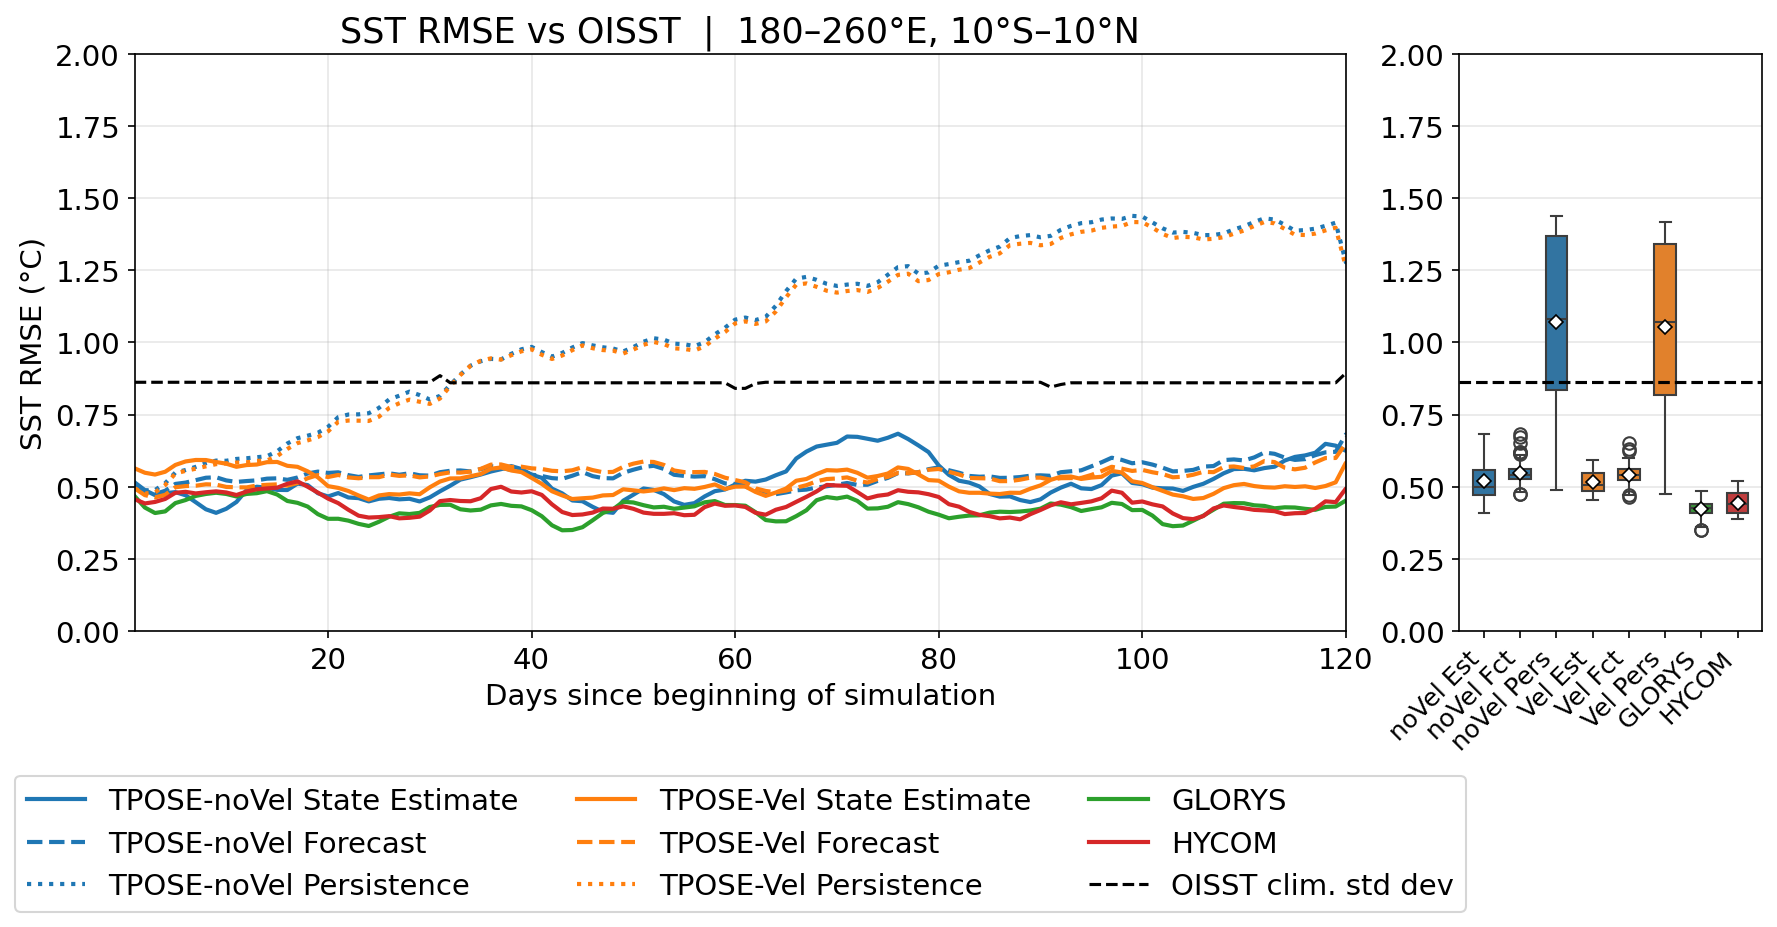 SST RMSE vs OISST | 180–260°E, 10°S–10°N
SST RMSE (°C)
2.00
1.75
1.50
1.25
1.00
0.75
0.50
0.25
0.00
20
40
60
80
100
120
Days since beginning of simulation
2.00
1.75
1.50
1.25
1.00
0.75
0.50
0.25
0.00
noVel Est
noVel Fct
noVel Pers
Vel Est
Vel Fct
Vel Pers
GLORYS
HYCOM
TPOSE-noVel State Estimate
TPOSE-noVel Forecast
TPOSE-noVel Persistence
TPOSE-Vel State Estimate
TPOSE-Vel Forecast
TPOSE-Vel Persistence
GLORYS
HYCOM
OISST clim. std dev